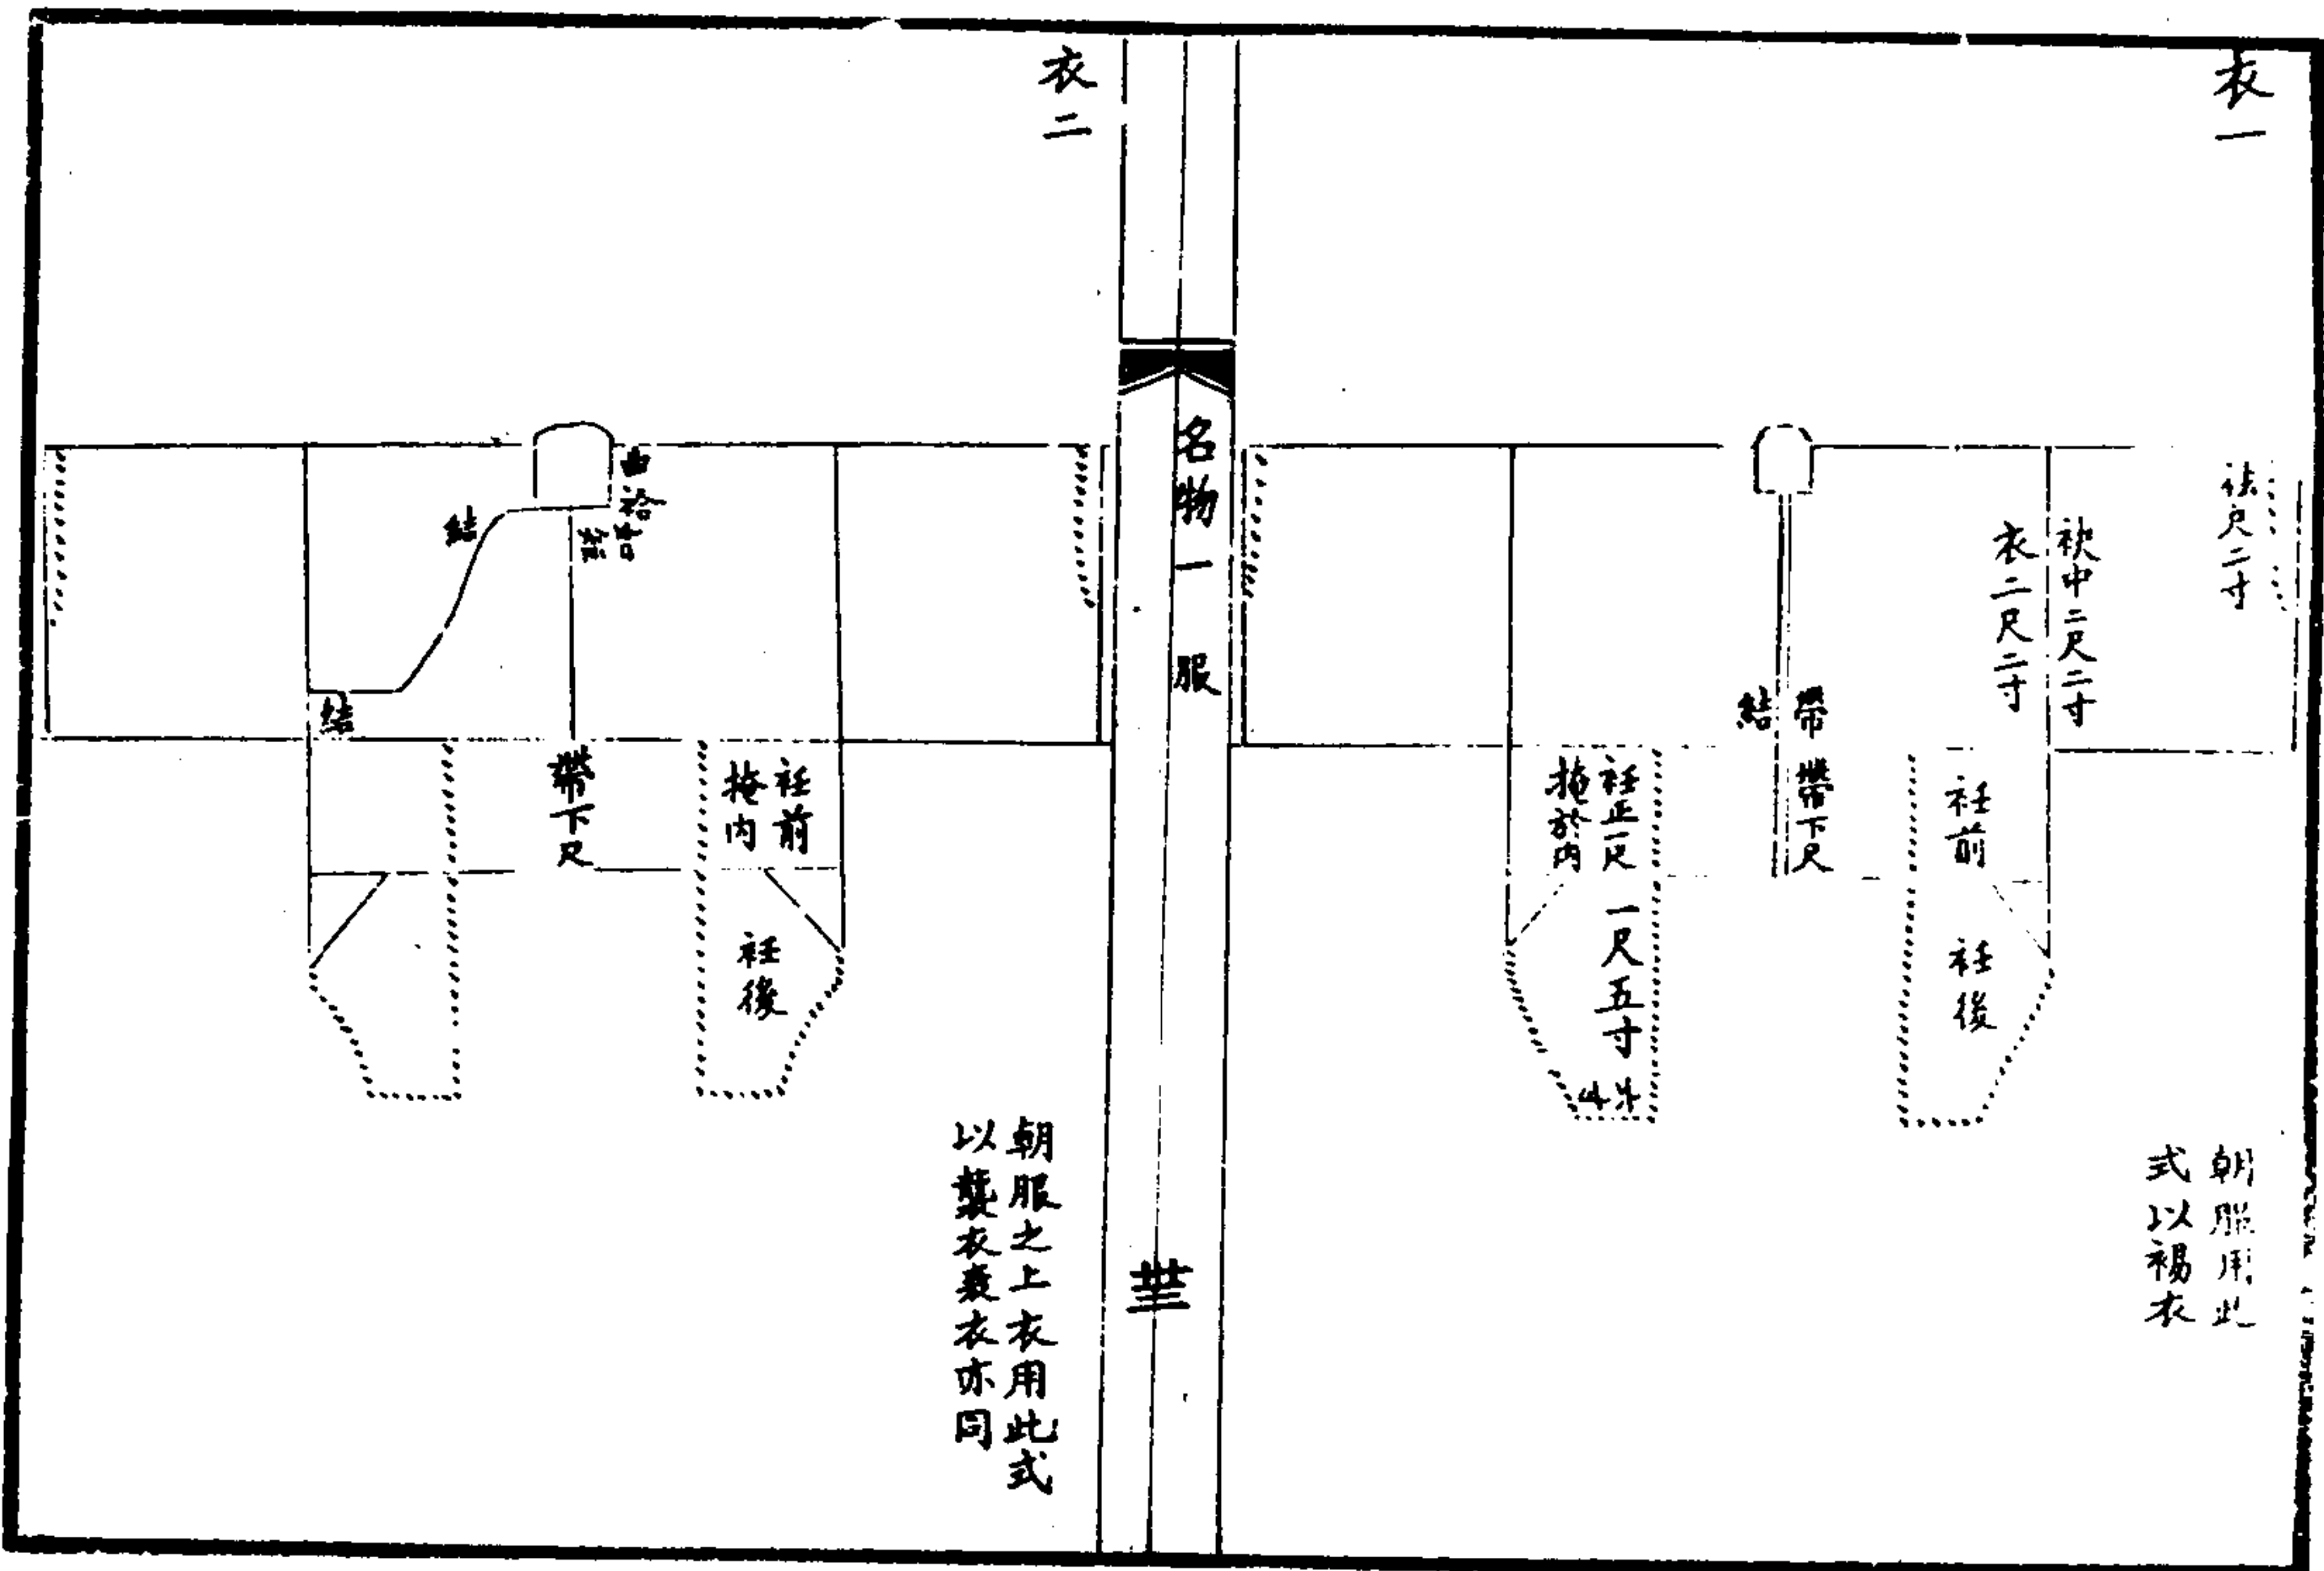 衣一
袪尺二寸
袂中二尺二寸
衣二尺二寸
帶
結
帶下尺
衽前
衽後
衽正一尺
掩於內
一尺五寸
朝服用此
式以裼衣
名物一 服
衣二
曲袷
結
結
帶下尺
衽前
掩內
衽後
朝服之上衣用此式
以襲衣裘衣亦同